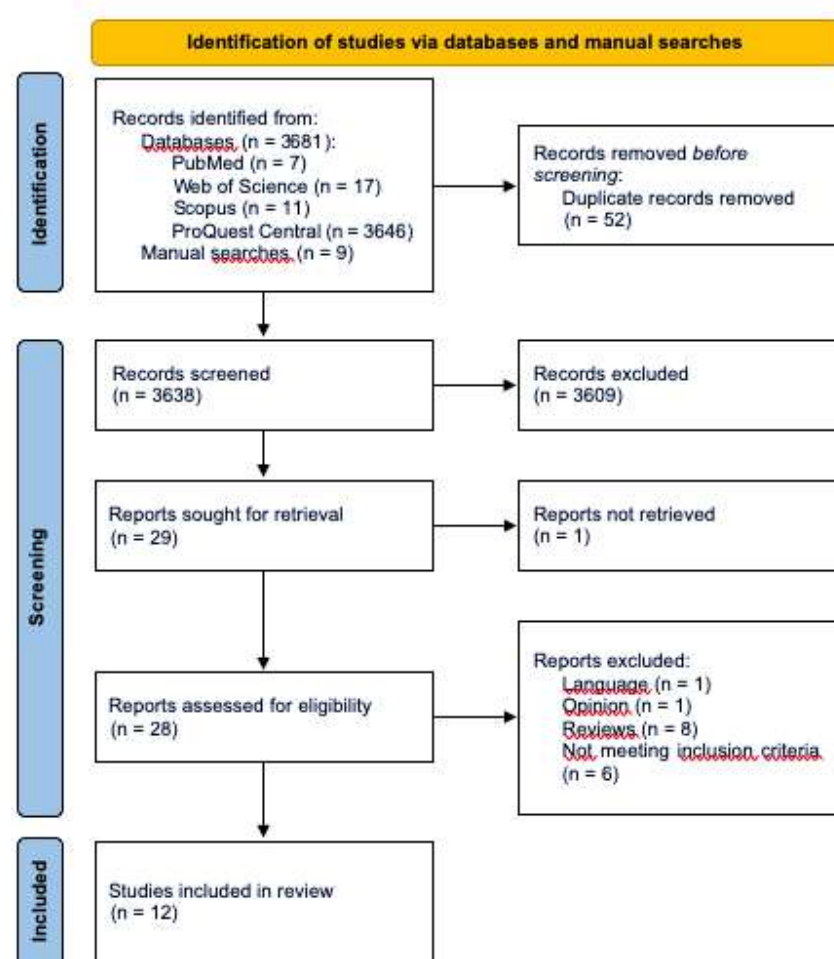 Identification of studies via databases and manual searches
Identification
Records identified from:
Databases (n = 3681):
PubMed (n = 7)
Web of Science (n = 17)
Scopus (n = 11)
ProQuest Central (n = 3646)
Manual searches (n = 9)
Records removed before
screening:
Duplicate records removed
(n = 52)
Screening
Records screened
(n = 3638)
Records excluded
(n = 3609)
Reports sought for retrieval
(n = 29)
Reports not retrieved
(n = 1)
Reports assessed for eligibility
(n = 28)
Reports excluded:
Language (n = 1)
Opinion (n = 1)
Reviews (n = 8)
Not meeting inclusion criteria
(n = 6)
Included
Studies included in review
(n = 12)